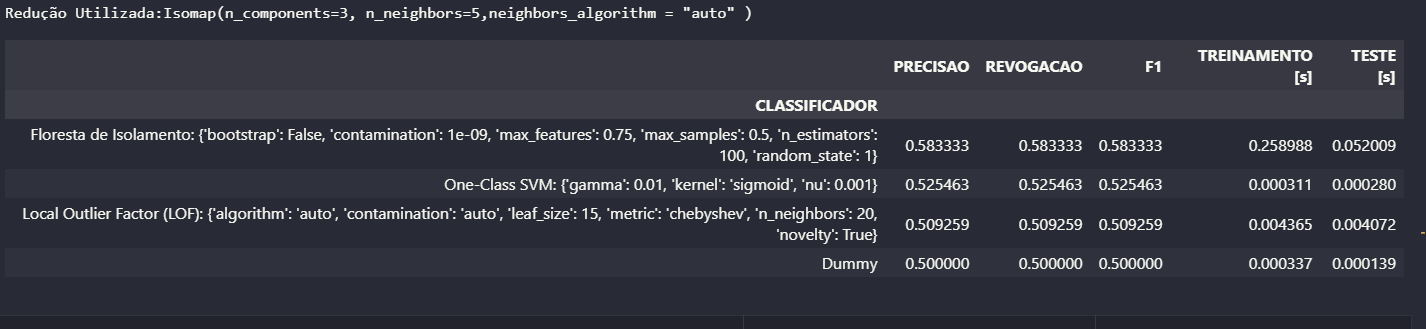 Redução Utilizada:Isomap(n_components=3, n_neighbors=5,neighbors_algorithm = "auto" )
PRECISAO REVOGACAO F1 TREINAMENTO [s] TESTE [s]
CLASSIFICADOR
Floresta de Isolamento: {'bootstrap': False, 'contamination': 1e-09, 'max_features': 0.75, 'max_samples': 0.5, 'n_estimators':
100, 'random_state': 1} 0.583333 0.583333 0.583333 0.258988 0.052009
One-Class SVM: {'gamma': 0.01, 'kernel': 'sigmoid', 'nu': 0.001} 0.525463 0.525463 0.525463 0.000311 0.000280
Local Outlier Factor (LOF): {'algorithm': 'auto', 'contamination': 'auto', 'leaf_size': 15, 'metric': 'chebyshev', 'n_neighbors': 20,
'novelty': True} 0.509259 0.509259 0.509259 0.004365 0.004072
Dummy 0.500000 0.500000 0.500000 0.000337 0.000139